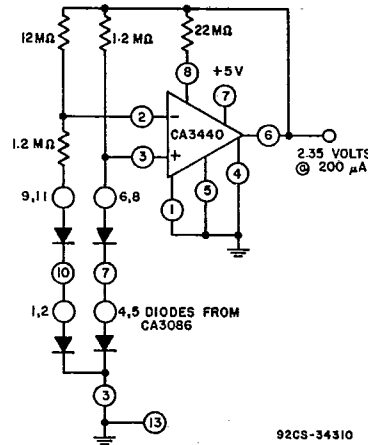 12 MΩ
1.2 MΩ
22MΩ
8
+5V
7
2
−
CA3440
6
1.2 MΩ
3
+
2.35 VOLTS
@ 200 μA
9,11
6,8
1
5
4
10
7
1,2
4,5 DIODES FROM
CA3086
3
13
92CS-34310